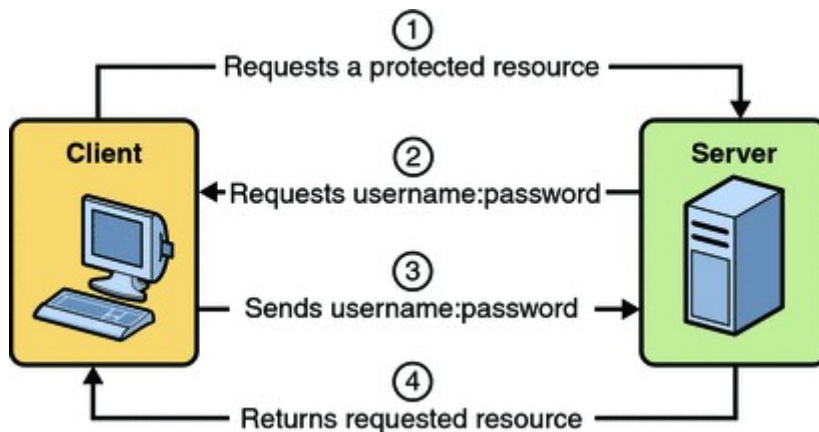 1
Requests a protected resource
Client
Server
2
Requests username:password
3
Sends username:password
4
Returns requested resource